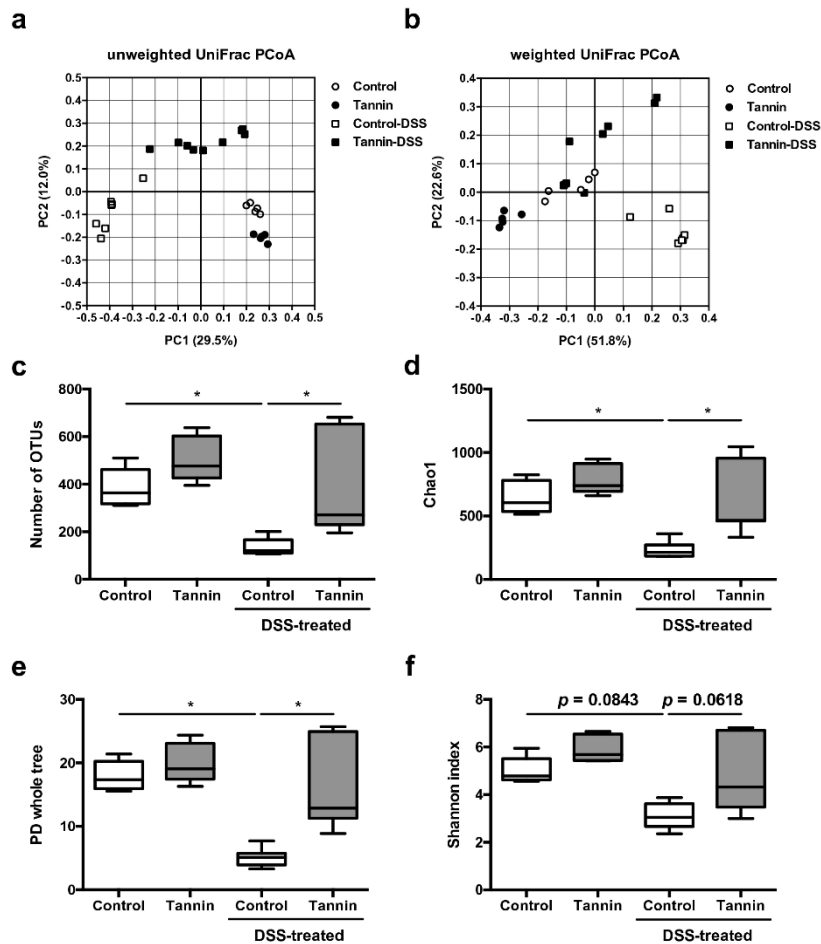 a
unweighted UniFrac PCoA
0.5
0.4
0.3
0.2
0.1
0.0
-0.1
-0.2
-0.3
-0.4
-0.5
PC2 (12.0%)
-0.5 -0.4 -0.3 -0.2 -0.1 0.0 0.1 0.2 0.3 0.4 0.5
PC1 (29.5%)
Control
Tannin
Control-DSS
Tannin-DSS
b
weighted UniFrac PCoA
0.4
0.3
0.2
0.1
0.0
-0.1
-0.2
-0.3
-0.4
PC2 (22.6%)
-0.4 -0.3 -0.2 -0.1 0.0 0.1 0.2 0.3 0.4
PC1 (51.8%)
Control
Tannin
Control-DSS
Tannin-DSS
c
800
600
400
200
0
Number of OTUs
* *
Control Tannin Control Tannin
DSS-treated
d
1500
1000
500
0
Chao1
* *
Control Tannin Control Tannin
DSS-treated
e
30
20
10
0
PD whole tree
* *
Control Tannin Control Tannin
DSS-treated
f
8
6
4
2
0
Shannon index
p = 0.0843 p = 0.0618
Control Tannin Control Tannin
DSS-treated